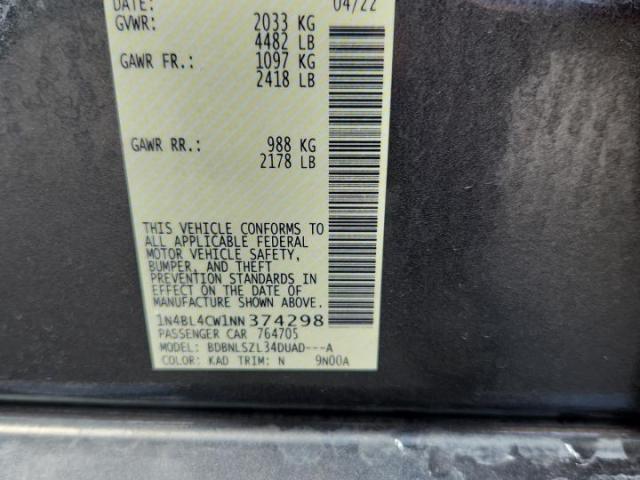 DATE: 04/22
GVWR: 2033 KG
4482 LB
GAWR FR.: 1097 KG
2418 LB
GAWR RR.: 988 KG
2178 LB
THIS VEHICLE CONFORMS TO
ALL APPLICABLE FEDERAL
MOTOR VEHICLE SAFETY,
BUMPER, AND THEFT
PREVENTION STANDARDS IN
EFFECT ON THE DATE OF
MANUFACTURE SHOWN ABOVE.
1N4BL4CW1NN374298
PASSENGER CAR 764705
MODEL: BDBNLSZL34DUAD---A
COLOR: KAD TRIM: N 9N00A